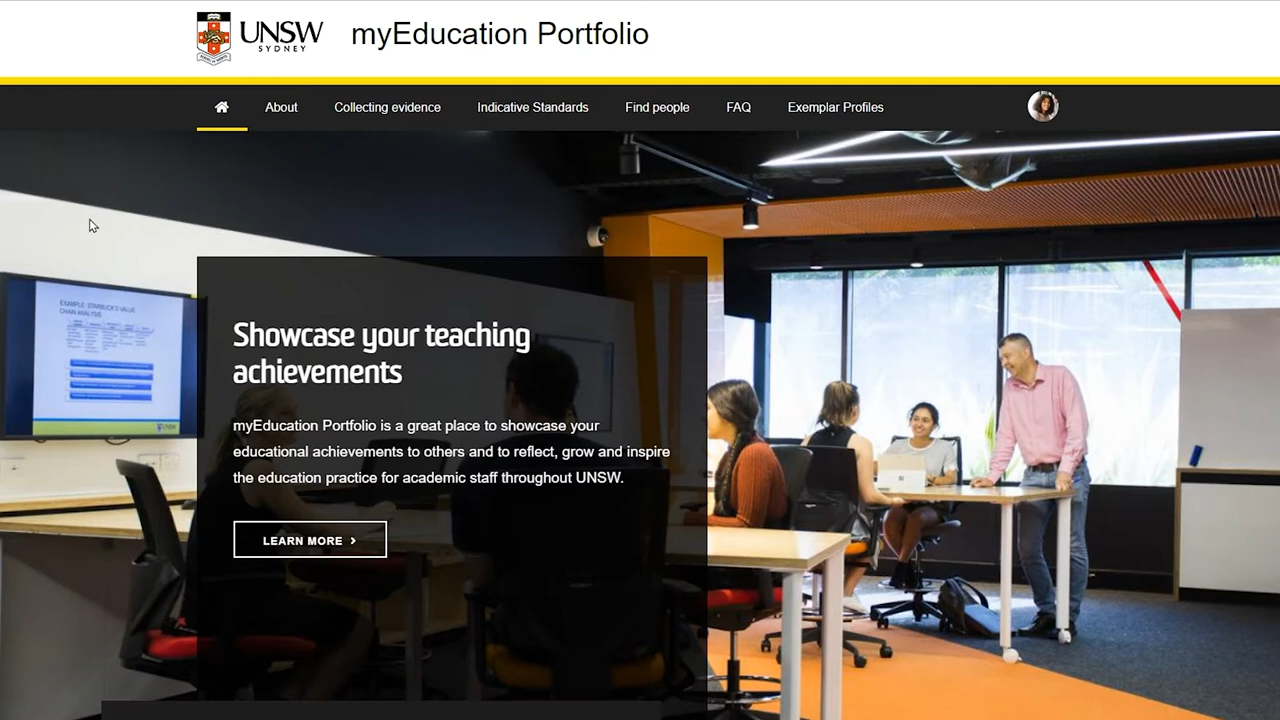 UNSW
SYDNEY
myEducation Portfolio
About Collecting evidence Indicative Standards Find people FAQ Exemplar Profiles
EXAMPLE: STARBUCK'S VALUE
CHAIN ANALYSIS
UNSW
Showcase your teaching
achievements
myEducation Portfolio is a great place to showcase your
educational achievements to others and to reflect, grow and inspire
the education practice for academic staff throughout UNSW.
LEARN MORE